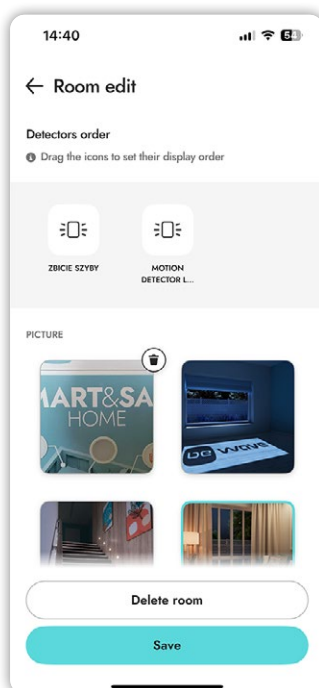 14:40
54
Room edit
Detectors order
Drag the icons to set their display order
ZBICIE SZYBY
MOTION
DETECTOR L...
PICTURE
MART&SA
HOME
Be wave
Delete room
Save